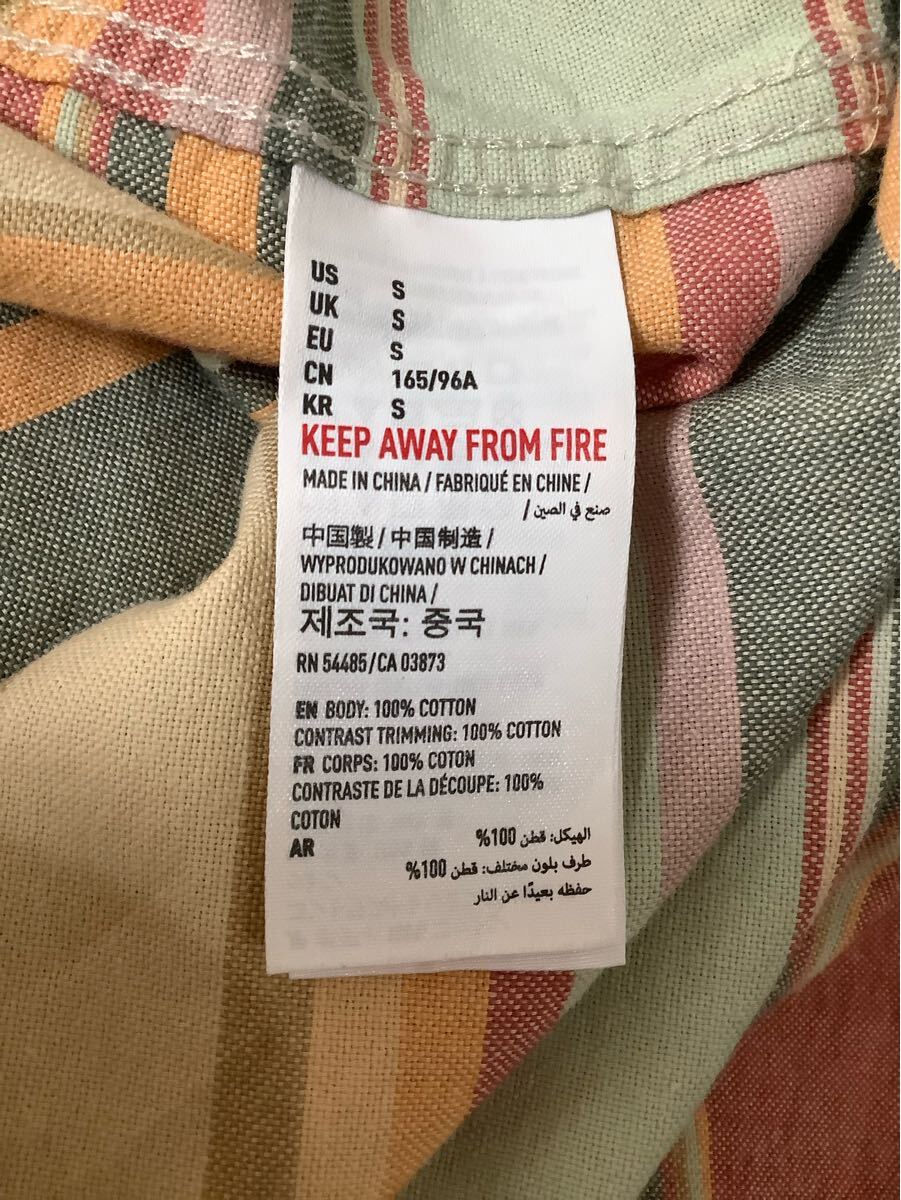 US S
UK S
EU S
CN 165/96A
KR S
KEEP AWAY FROM FIRE
MADE IN CHINA / FABRIQUÉ EN CHINE /
صنع في الصين /
中国製 / 中国制造 /
WYPRODUKOWANO W CHINACH /
DIBUAT DI CHINA /
제조국: 중국
RN 54485/CA 03873
EN BODY: 100% COTTON
CONTRAST TRIMMING: 100% COTTON
FR CORPS: 100% COTON
CONTRASTE DE LA DÉCOUPE: 100%
COTON
AR الهيكل: قطن 100%
طرف بلون مختلف: قطن 100%
حفظه بعيدًا عن النار